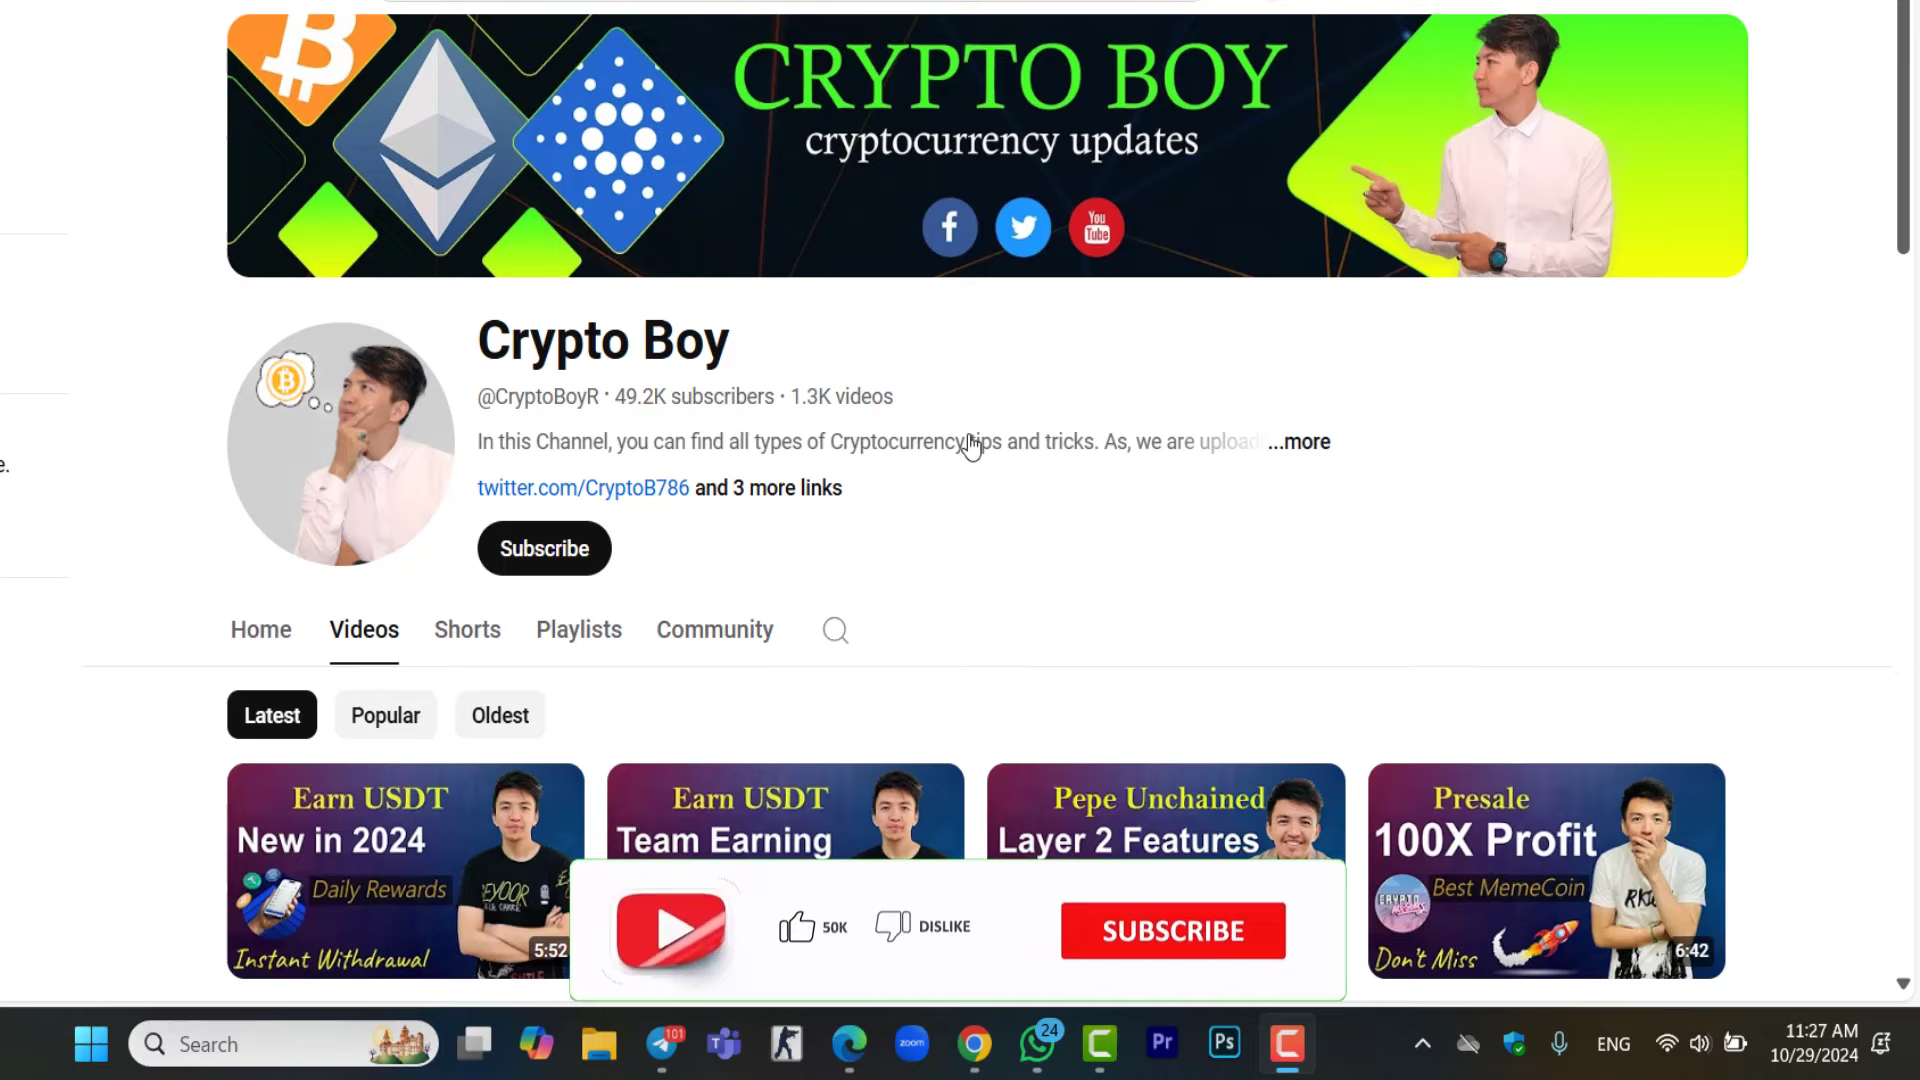 CRYPTO BOY
cryptocurrency updates
You
Tube
Crypto Boy
@CryptoBoyR · 49.2K subscribers · 1.3K videos
In this Channel, you can find all types of Cryptocurrency tips and tricks. As, we are upload ...more
twitter.com/CryptoB786 and 3 more links
Subscribe
Home Videos Shorts Playlists Community
Latest Popular Oldest
Earn USDT
New in 2024
Daily Rewards
Instant Withdrawal
5:52
Earn USDT
Team Earning
Pepe Unchained
Layer 2 Features
Presale
100X Profit
Best MemeCoin
Don't Miss
6:42
50K DISLIKE SUBSCRIBE
e.
Search
101
zoom
24
Pr
Ps
ENG
11:27 AM
10/29/2024